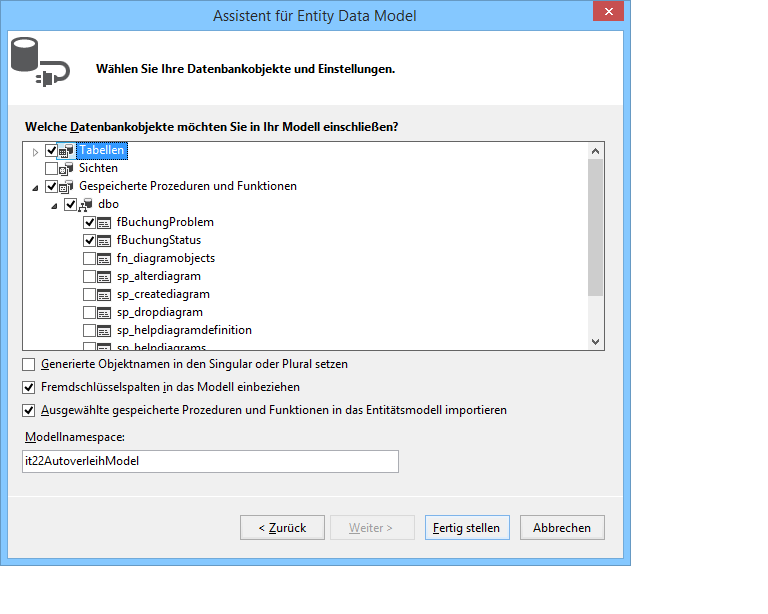 Assistent für Entity Data Model
Wählen Sie Ihre Datenbankobjekte und Einstellungen.
Welche Datenbankobjekte möchten Sie in Ihr Modell einschließen?
Tabellen
Sichten
Gespeicherte Prozeduren und Funktionen
dbo
fBuchungProblem
fBuchungStatus
fn_diagramobjects
sp_alterdiagram
sp_creatediagram
sp_dropdiagram
sp_helpdiagramdefinition
sp_helpdiagrams
Generierte Objektnamen in den Singular oder Plural setzen
Fremdschlüsselspalten in das Modell einbeziehen
Ausgewählte gespeicherte Prozeduren und Funktionen in das Entitätsmodell importieren
Modellnamespace:
it22AutoverleihModel
< Zurück
Weiter >
Fertig stellen
Abbrechen